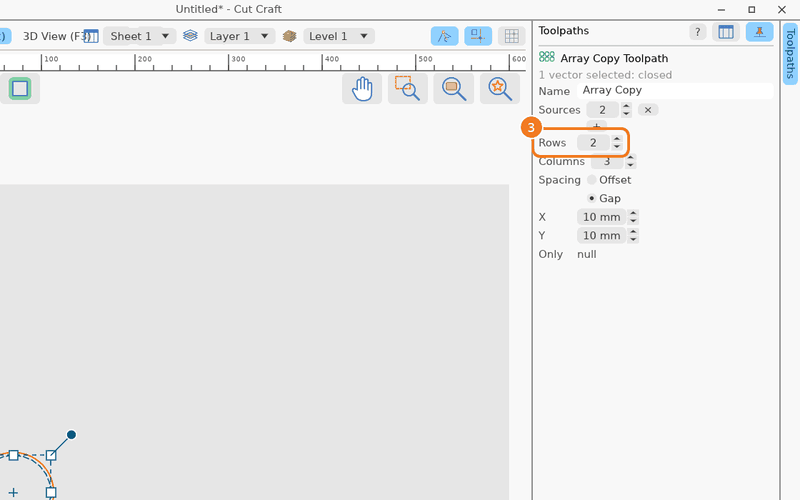 Untitled* - Cut Craft
3D View (F3) Sheet 1 Layer 1 Level 1
100 200 300 400 500 600
Toolpaths
?
Toolpaths
Array Copy Toolpath
1 vector selected: closed
Name Array Copy
Sources 2
3
Rows 2
Columns 3
Spacing Offset
Gap
X 10 mm
Y 10 mm
Only null